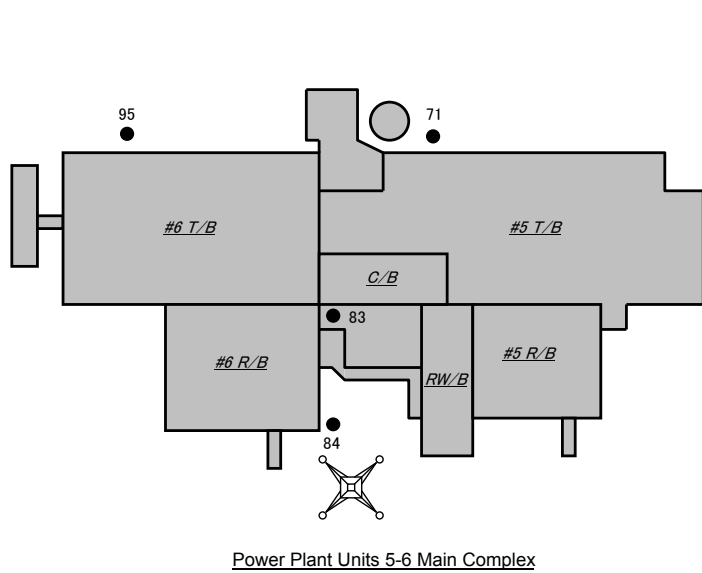 95
71
#6 T/B
#5 T/B
C/B
83
#6 R/B
#5 R/B
RW/B
84
Power Plant Units 5-6 Main Complex